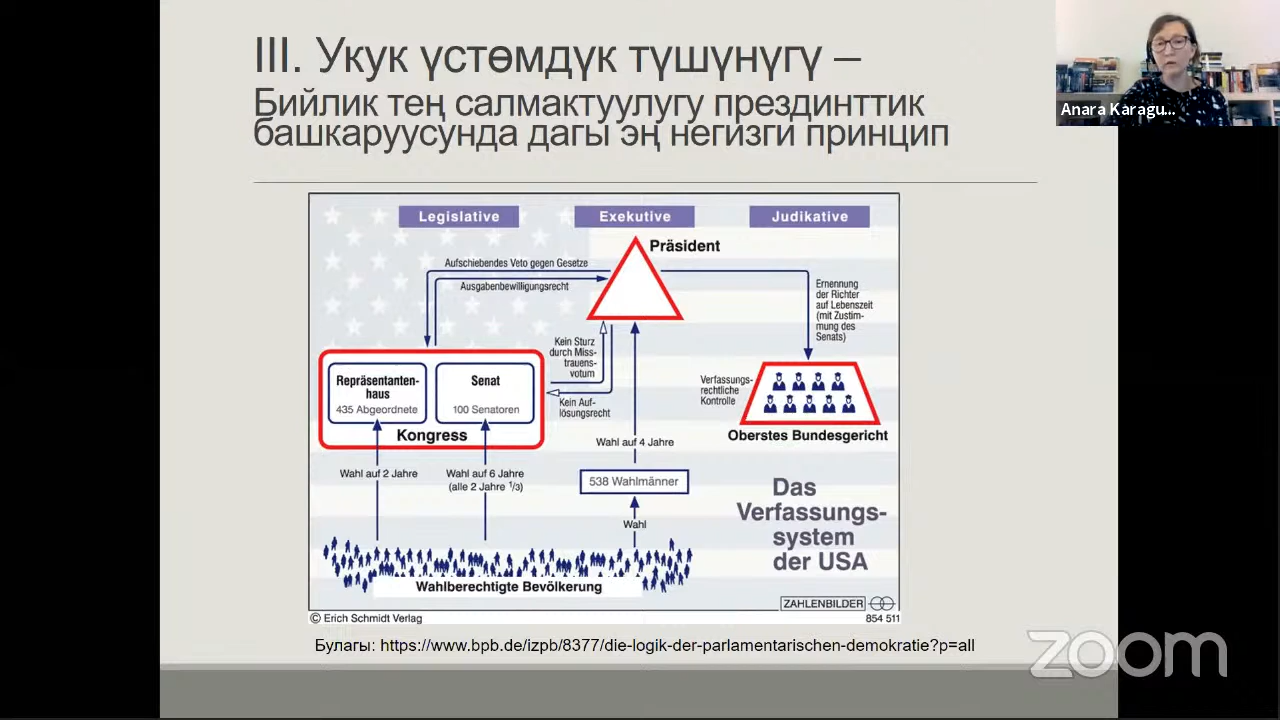 III. Укук үстөмдүк түшүнүгү –
Бийлик тең салмактуулугу прездинттик
башкаруусунда дагы эң негизги принцип
Anara Karagu...
Legislative
Exekutive
Judikative
Präsident
Aufschiebendes Veto gegen Gesetze
Ausgabenbewilligungsrecht
Ernennung
der Richter
auf Lebenszeit
(mit Zustim-
mung des
Senats)
Kein Sturz
durch Miss-
trauens-
votum
Kein Auf-
lösungsrecht
Repräsentanten-
haus
435 Abgeordnete
Senat
100 Senatoren
Kongress
Verfassungs-
rechtliche
Kontrolle
Oberstes Bundesgericht
Wahl auf 2 Jahre
Wahl auf 6 Jahre
(alle 2 Jahre 1/3)
Wahl auf 4 Jahre
538 Wahlmänner
Wahl
Das
Verfassungs-
system
der USA
Wahlberechtigte Bevölkerung
ZAHLENBILDER
© Erich Schmidt Verlag
854 511
Булагы: https://www.bpb.de/izpb/8377/die-logik-der-parlamentarischen-demokratie?p=all
zoom